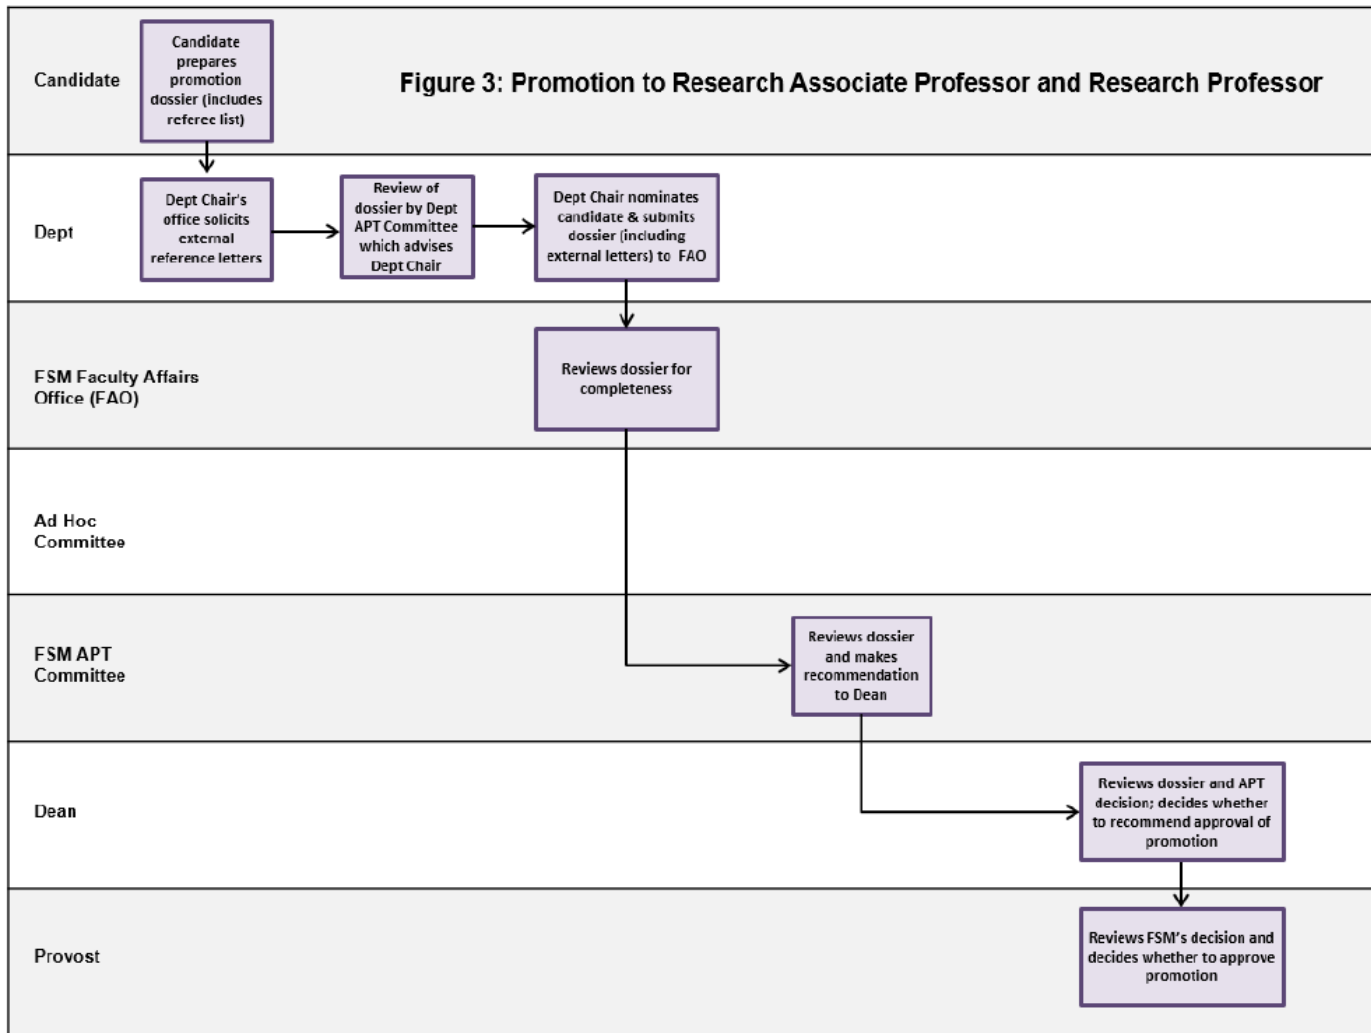 Candidate
Candidate
prepares
promotion
dossier (includes
referee list)
Figure 3: Promotion to Research Associate Professor and Research Professor
Dept
Dept Chair's
office solicits
external
reference letters
Review of
dossier by Dept
APT Committee
which advises
Dept Chair
Dept Chair nominates
candidate & submits
dossier (including
external letters) to FAO
FSM Faculty Affairs
Office (FAO)
Reviews dossier for
completeness
Ad Hoc
Committee
FSM APT
Committee
Reviews dossier
and makes
recommendation
to Dean
Dean
Reviews dossier and APT
decision; decides whether
to recommend approval of
promotion
Provost
Reviews FSM's decision and
decides whether to approve
promotion